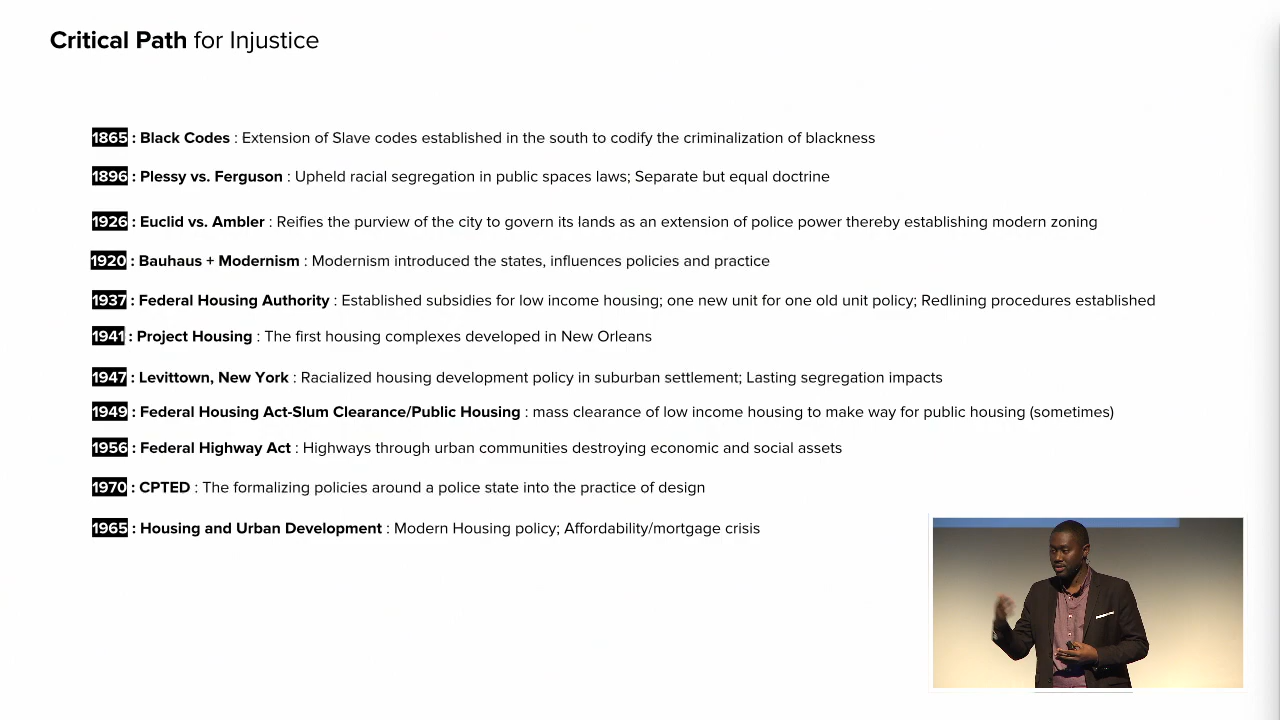 Critical Path for Injustice
1865 : Black Codes : Extension of Slave codes established in the south to codify the criminalization of blackness
1896 : Plessy vs. Ferguson : Upheld racial segregation in public spaces laws; Separate but equal doctrine
1926 : Euclid vs. Ambler : Reifies the purview of the city to govern its lands as an extension of police power thereby establishing modern zoning
1920 : Bauhaus + Modernism : Modernism introduced the states, influences policies and practice
1937 : Federal Housing Authority : Established subsidies for low income housing; one new unit for one old unit policy; Redlining procedures established
1941 : Project Housing : The first housing complexes developed in New Orleans
1947 : Levittown, New York : Racialized housing development policy in suburban settlement; Lasting segregation impacts
1949 : Federal Housing Act-Slum Clearance/Public Housing : mass clearance of low income housing to make way for public housing (sometimes)
1956 : Federal Highway Act : Highways through urban communities destroying economic and social assets
1970 : CPTED : The formalizing policies around a police state into the practice of design
1965 : Housing and Urban Development : Modern Housing policy; Affordability/mortgage crisis